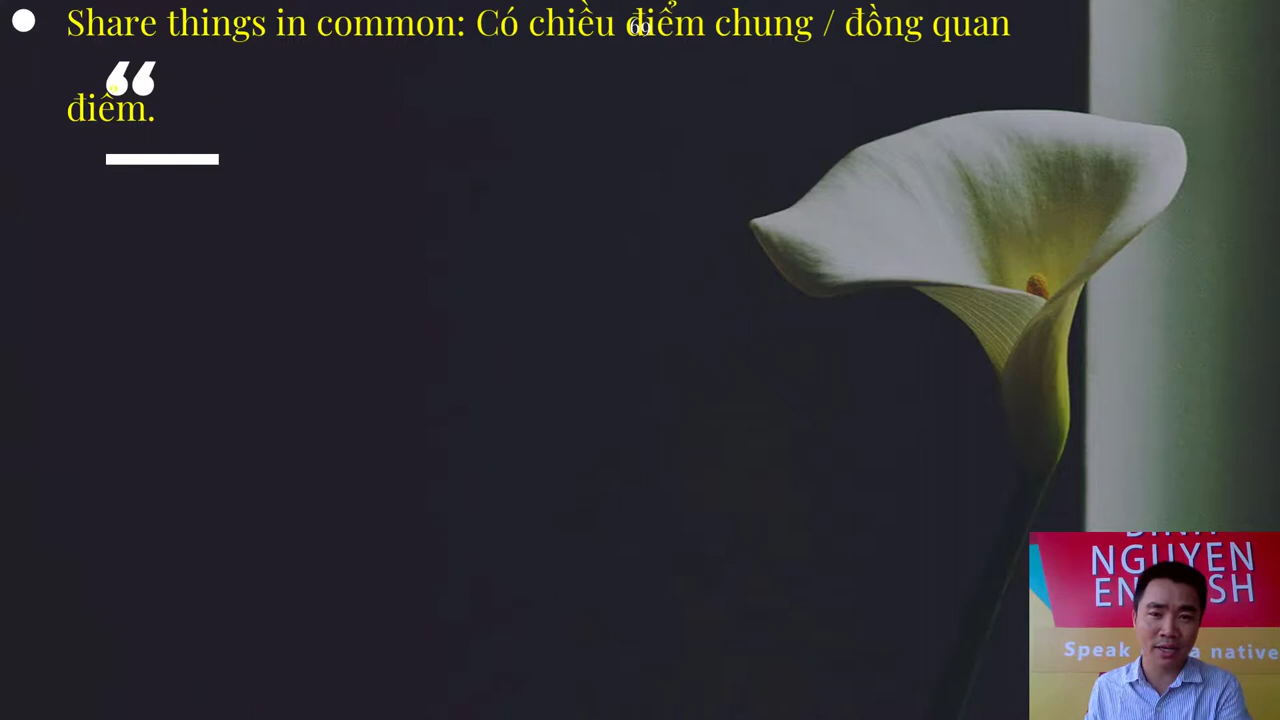 Share things in common: Có chiều điểm chung / đồng quan
điểm.
NGUYEN
Speak a native